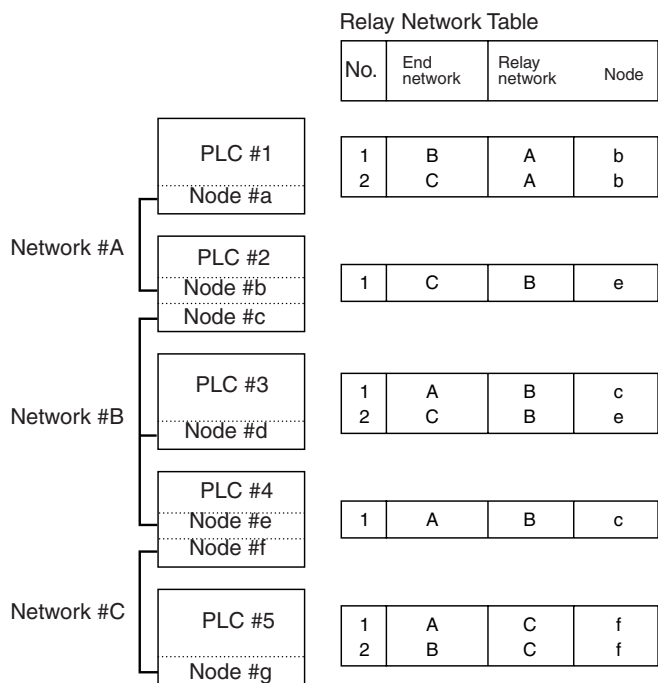 Relay Network Table
No. End network Relay network Node
PLC #1
Node #a
1 B A b
2 C A b
Network #A
PLC #2
Node #b
Node #c
1 C B e
PLC #3
Node #d
1 A B c
2 C B e
Network #B
PLC #4
Node #e
Node #f
1 A B c
Network #C
PLC #5
Node #g
1 A C f
2 B C f